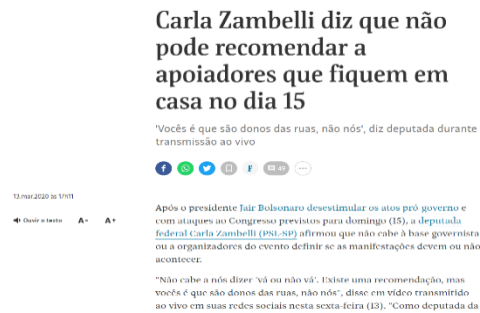 Carla Zambelli diz que não
pode recomendar a
apoiadores que fiquem em
casa no dia 15
'Vocês é que são donos das ruas, não nós', diz deputada durante
transmissão ao vivo
49
13.mar.2020 às 17h11
Ouvir o texto A- A+
Após o presidente Jair Bolsonaro desestimular os atos pró-governo e
com ataques ao Congresso previstos para domingo (15), a deputada
federal Carla Zambelli (PSL-SP) afirmou que não cabe à base governista
ou a organizadores do evento definir se as manifestações devem ou não
acontecer.
"Não cabe a nós dizer 'vá ou não vá'. Existe uma recomendação, mas
vocês é que são donos das ruas, não nós", disse em vídeo transmitido
ao vivo em suas redes sociais nesta sexta-feira (13). "Como deputada da